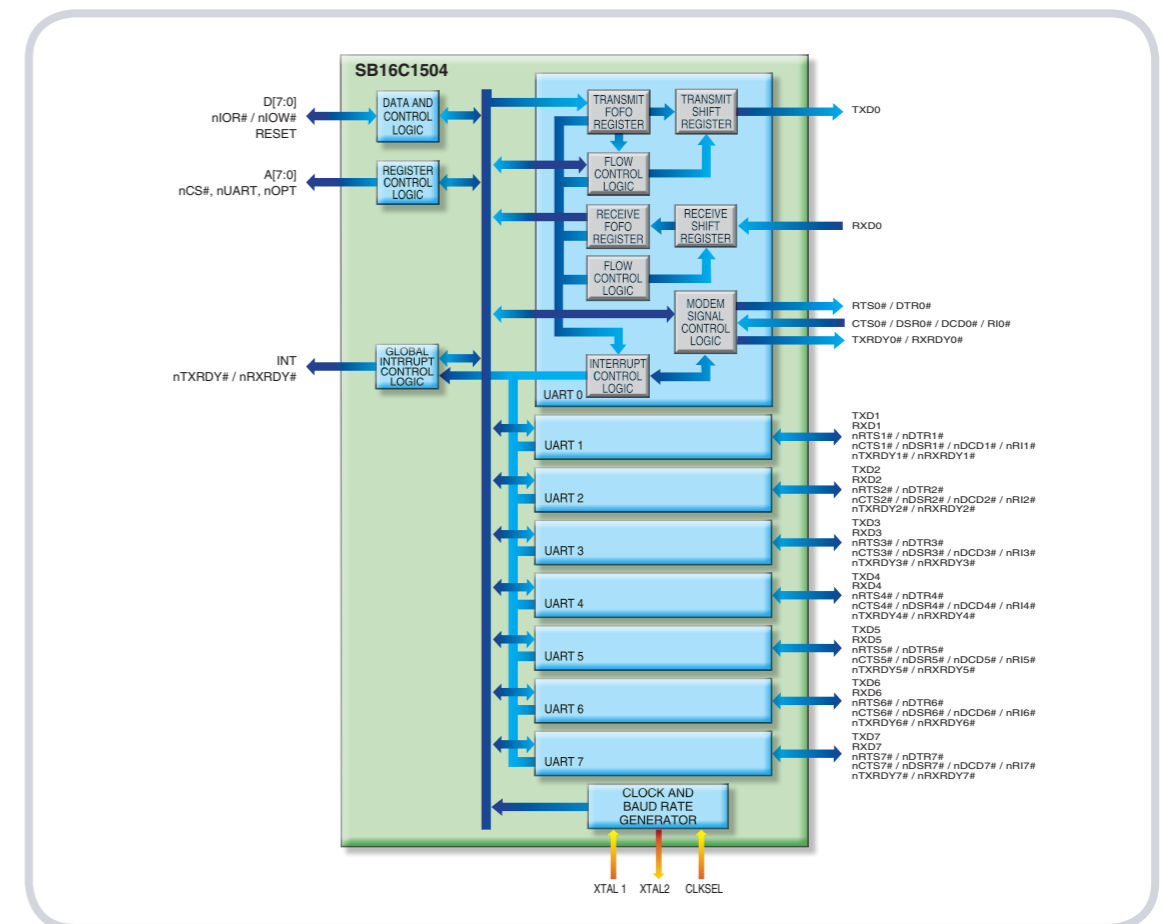 SB16C1504
D[7:0]
nIOR# / nIOW#
RESET
DATA AND
CONTROL
LOGIC
A[7:0]
nCS#, nUART, nOPT
REGISTER
CONTROL
LOGIC
INT
nTXRDY# / nRXRDY#
GLOBAL
INTRRUPT
CONTROL
LOGIC
TRANSMIT
FOFO
REGISTER
TRANSMIT
SHIFT
REGISTER
TXD0
FLOW
CONTROL
LOGIC
RECEIVE
FOFO
REGISTER
RECEIVE
SHIFT
REGISTER
RXD0
FLOW
CONTROL
LOGIC
MODEM
SIGNAL
CONTROL
LOGIC
RTS0# / DTR0#
CTS0# / DSR0# / DCD0# / RI0#
TXRDY0# / RXRDY0#
INTERRUPT
CONTROL
LOGIC
UART 0
UART 1
TXD1
RXD1
nRTS1# / nDTR1#
nCTS1# / nDSR1# / nDCD1# / nRI1#
nTXRDY1# / nRXRDY1#
UART 2
TXD2
RXD2
nRTS2# / nDTR2#
nCTS2# / nDSR2# / nDCD2# / nRI2#
nTXRDY2# / nRXRDY2#
UART 3
TXD3
RXD3
nRTS3# / nDTR3#
nCTS3# / nDSR3# / nDCD3# / nRI3#
nTXRDY3# / nRXRDY3#
UART 4
TXD4
RXD4
nRTS4# / nDTR4#
nCTS4# / nDSR4# / nDCD4# / nRI4#
nTXRDY4# / nRXRDY4#
UART 5
TXD5
RXD5
nRTS5# / nDTR5#
nCTS5# / nDSR5# / nDCD5# / nRI5#
nTXRDY5# / nRXRDY5#
UART 6
TXD6
RXD6
nRTS6# / nDTR6#
nCTS6# / nDSR6# / nDCD6# / nRI6#
nTXRDY6# / nRXRDY6#
UART 7
TXD7
RXD7
nRTS7# / nDTR7#
nCTS7# / nDSR7# / nDCD7# / nRI7#
nTXRDY7# / nRXRDY7#
CLOCK AND
BAUD RATE
GENERATOR
XTAL 1 XTAL2 CLKSEL